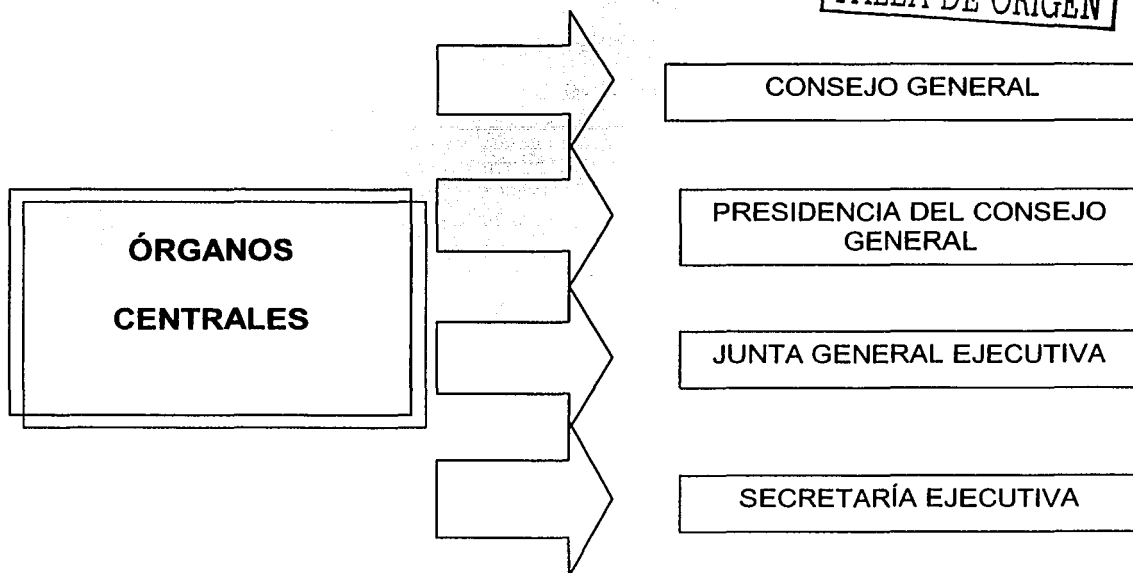 DE ORIGEN
CONSEJO GENERAL
PRESIDENCIA DEL CONSEJO
GENERAL
ÓRGANOS
CENTRALES
JUNTA GENERAL EJECUTIVA
SECRETARÍA EJECUTIVA